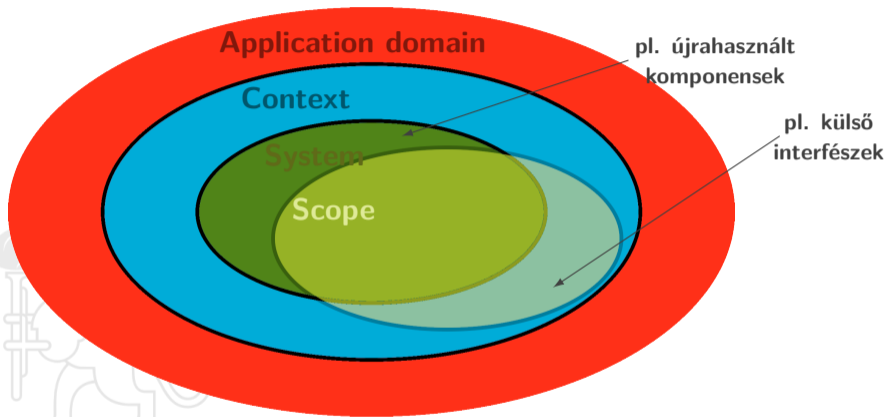 Application domain
pl. újrahasznált
komponensek
Context
pl. külső
interfészek
System
Scope